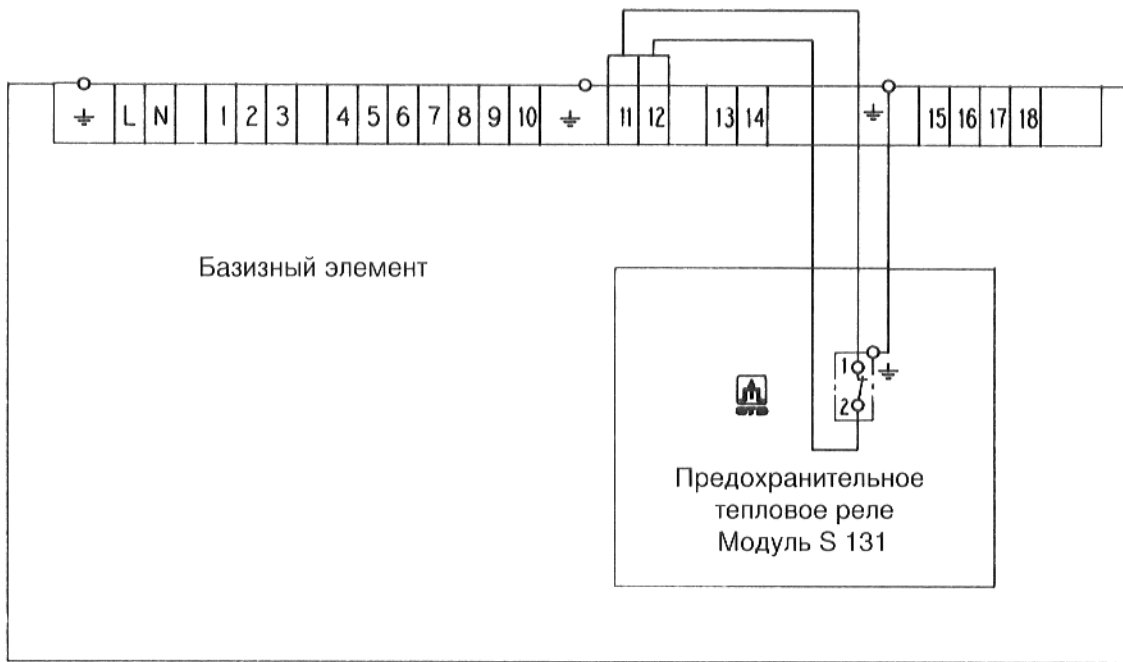 L N 1 2 3 4 5 6 7 8 9 10 11 12 13 14 15 16 17 18
Базизный элемент
1
2
STB
Предохранительное
тепловое реле
Модуль S 131